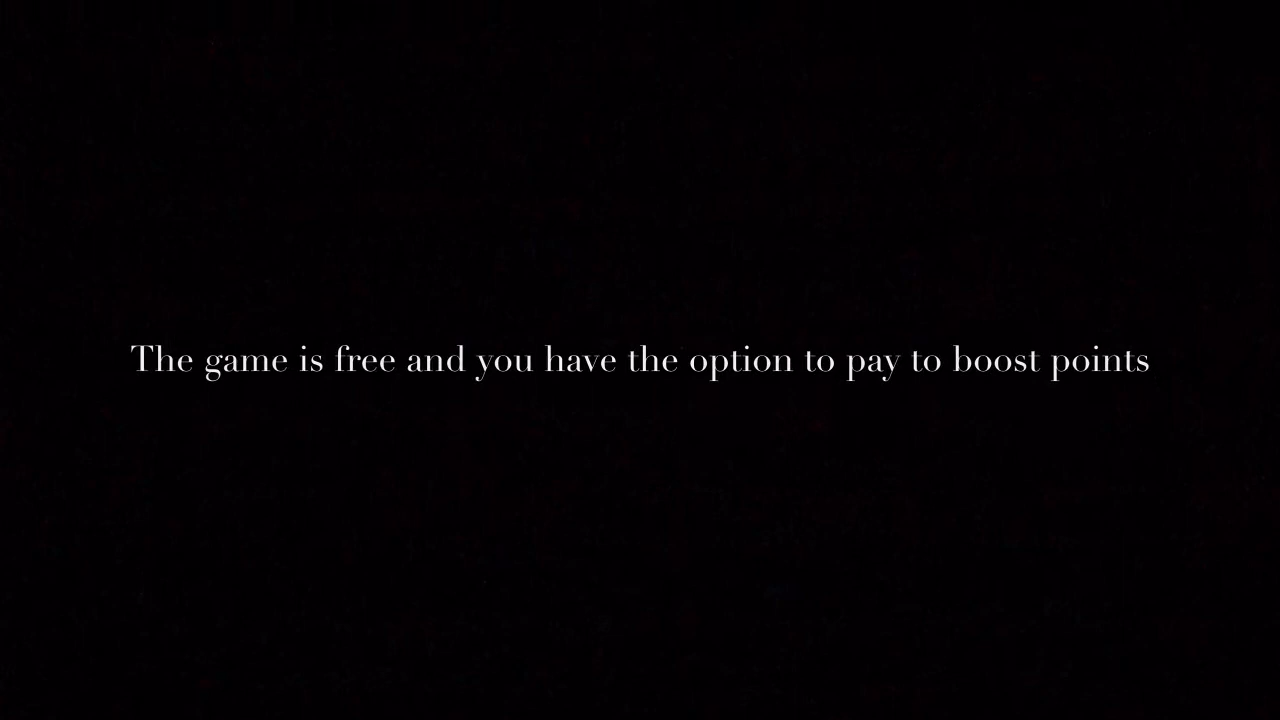 The game is free and you have the option to pay to boost points